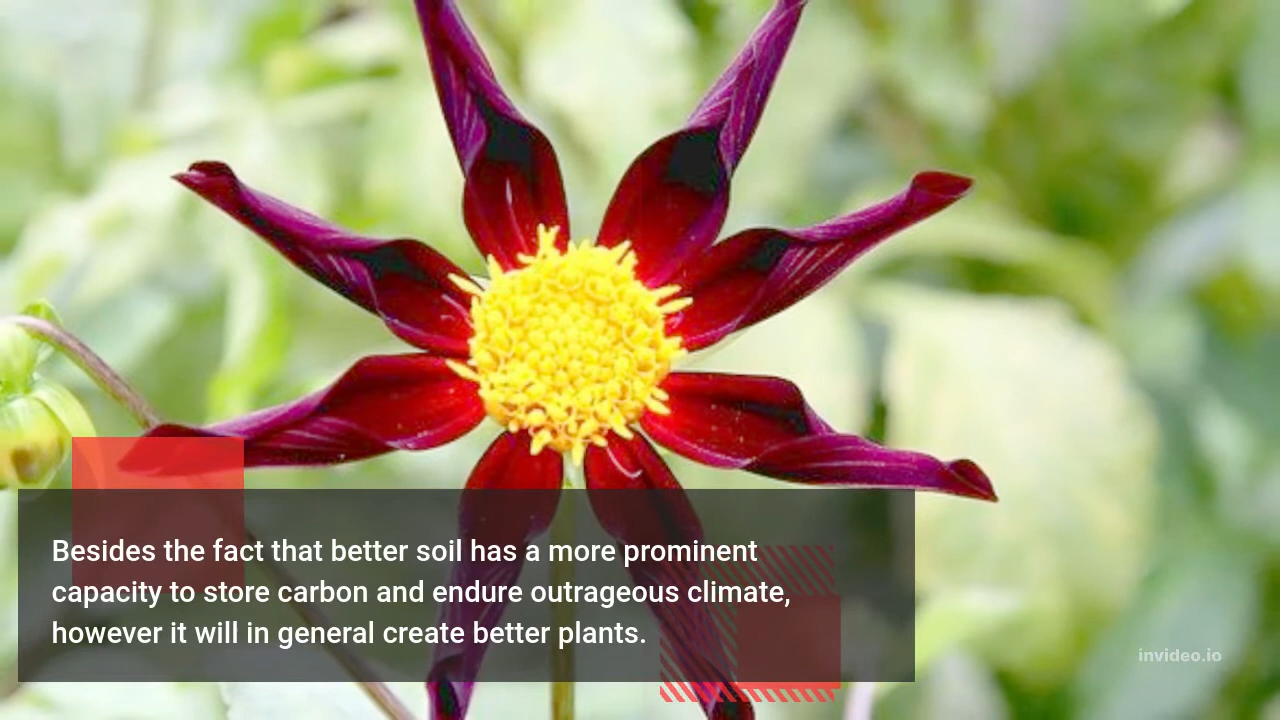 Besides the fact that better soil has a more prominent
capacity to store carbon and endure outrageous climate,
however it will in general create better plants.
invideo.io